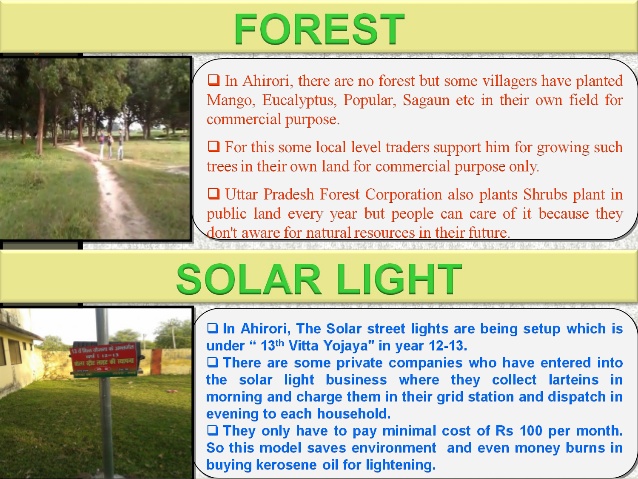 FOREST
❑ In Ahirori, there are no forest but some villagers have planted
Mango, Eucalyptus, Popular, Sagaun etc in their own field for
commercial purpose.
❑ For this some local level traders support him for growing such
trees in their own land for commercial purpose only.
❑ Uttar Pradesh Forest Corporation also plants Shrubs plant in
public land every year but people can care of it because they
don't aware for natural resources in their future.
SOLAR LIGHT
❑ In Ahirori, The Solar street lights are being setup which is
under “ 13th Vitta Yojaya" in year 12-13.
❑ There are some private companies who have entered into
the solar light business where they collect larteins in
morning and charge them in their grid station and dispatch in
evening to each household.
❑ They only have to pay minimal cost of Rs 100 per month.
So this model saves environment and even money burns in
buying kerosene oil for lightening.